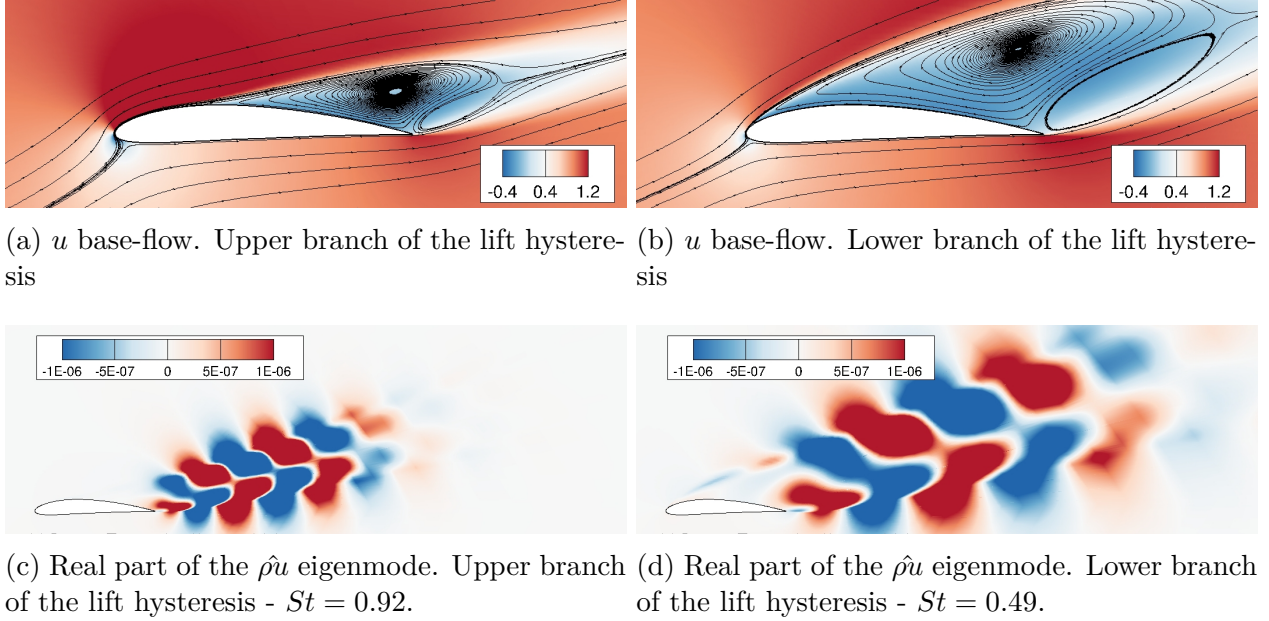 -0.4 0.4 1.2
-0.4 0.4 1.2
(a) u base-flow. Upper branch of the lift hystere-
sis
(b) u base-flow. Lower branch of the lift hystere-
sis
-1E-06 -5E-07 0 5E-07 1E-06
-1E-06 -5E-07 0 5E-07 1E-06
(c) Real part of the ρ̂u eigenmode. Upper branch
of the lift hysteresis - St = 0.92.
(d) Real part of the ρ̂u eigenmode. Lower branch
of the lift hysteresis - St = 0.49.